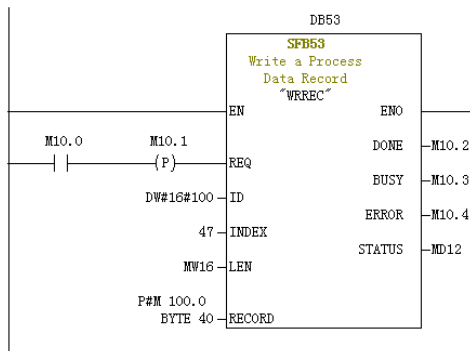 DB53
SFB53
Write a Process
Data Record
"WRREC"
EN
ENO
M10.0
M10.1
(P)
REQ
DONE
M10.2
DW#16#100
ID
BUSY
M10.3
47
INDEX
ERROR
M10.4
MW16
LEN
STATUS
MD12
P#M 100.0
BYTE 40
RECORD